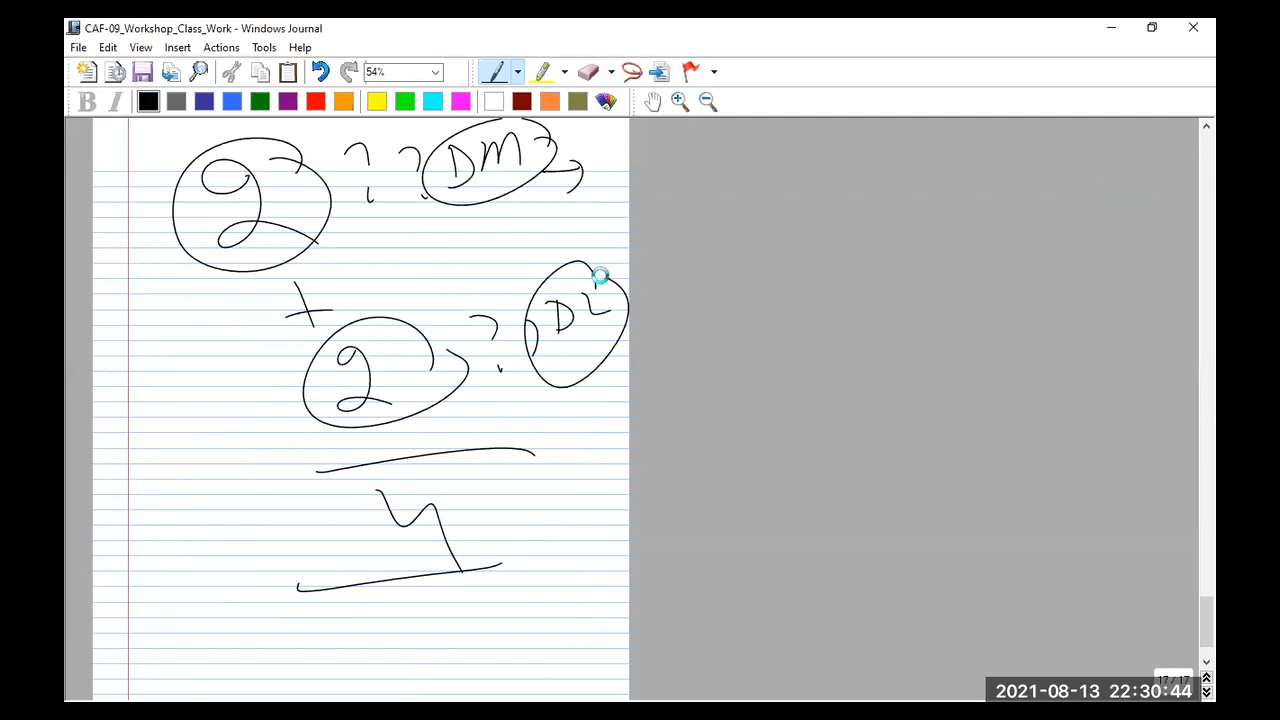 CAF-09_Workshop_Class_Work - Windows Journal
File Edit View Insert Actions Tools Help
54%
B I
2 ? ? DM
+
2 ? DL
4
17 / 17
2021-08-13 22:30:44